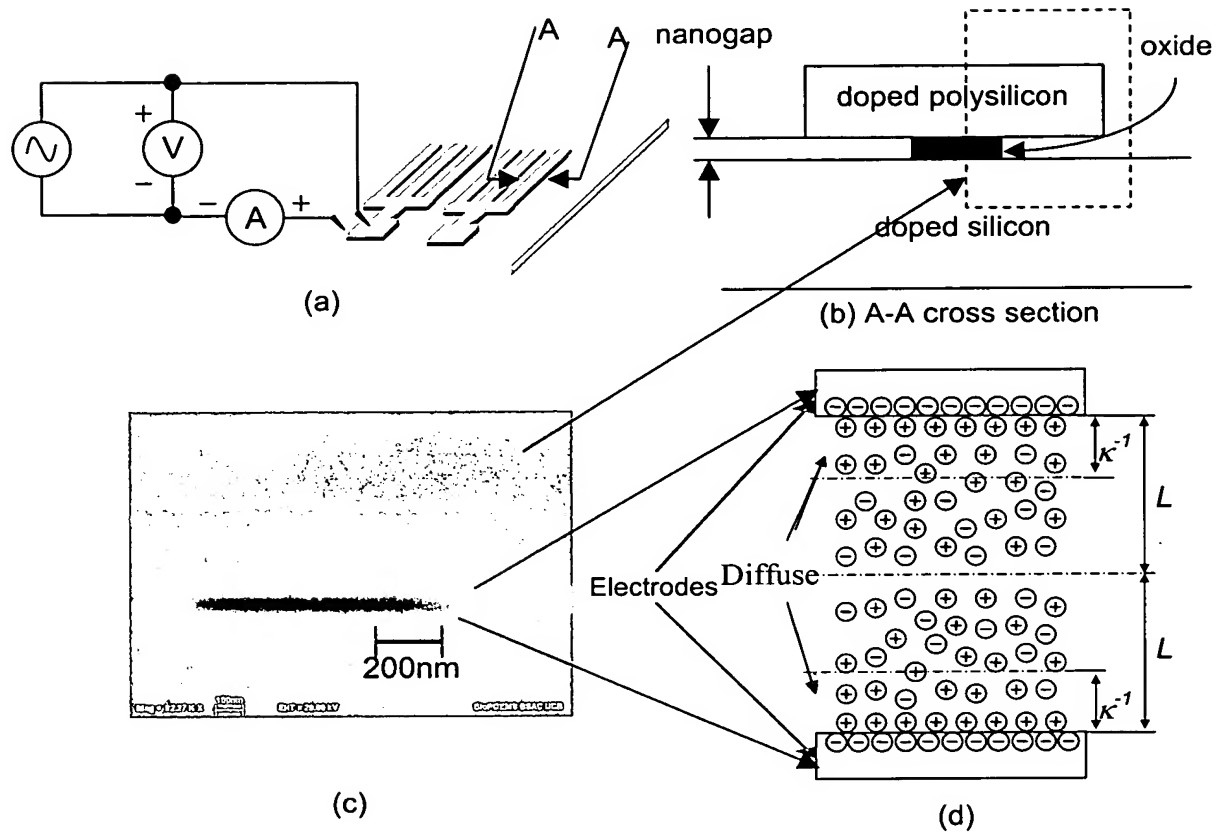 A
A
+
V
−
−
A
+
(a)
nanogap
oxide
doped polysilicon
doped silicon
(b) A-A cross section
200nm
(c)
Electrodes
Diffuse
κ⁻¹
L
L
κ⁻¹
(d)